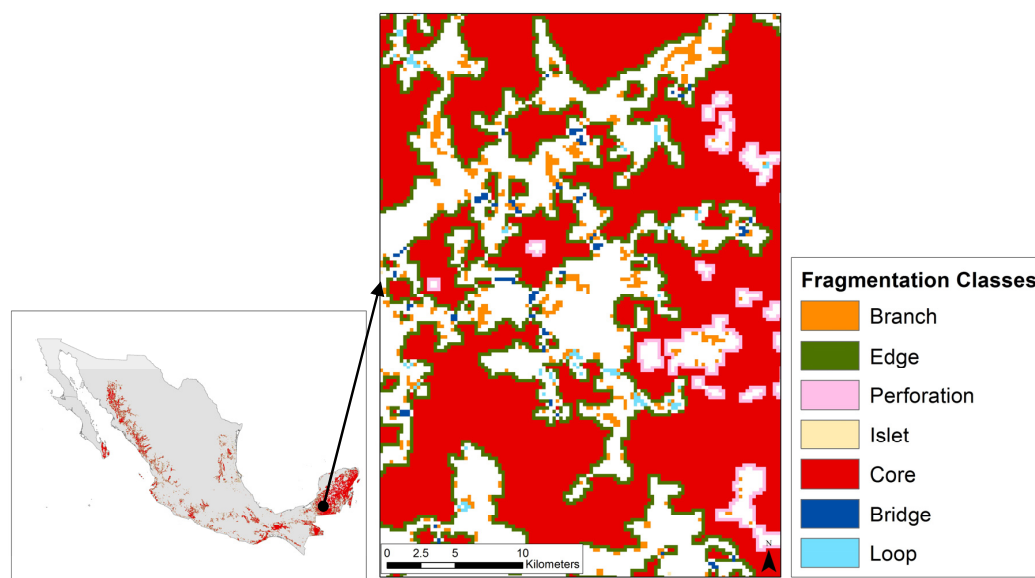 Fragmentation Classes
Branch
Edge
Perforation
Islet
Core
Bridge
Loop
0 2.5 5 10
Kilometers
N